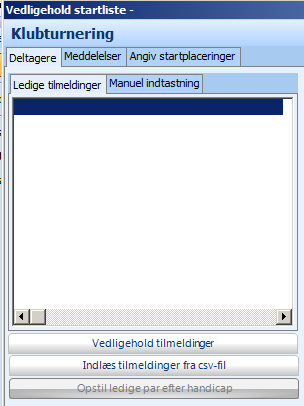 Vedligehold startliste -
Klubturnering
Deltagere Meddelelser Angiv startplaceringer
Ledige tilmeldinger Manuel indtastning
Vedligehold tilmeldinger
Indlæs tilmeldinger fra csv-fil
Opstil ledige par efter handicap